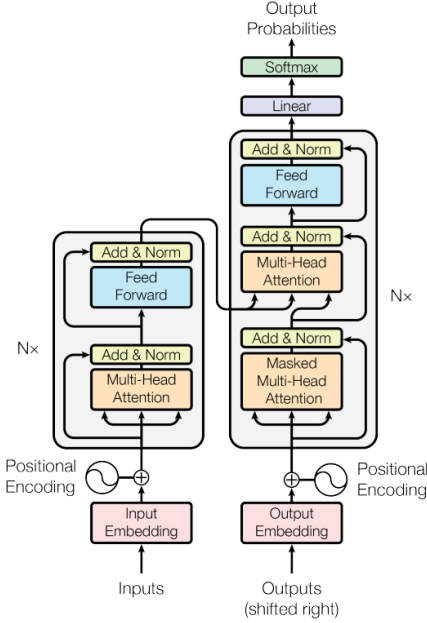 Output
Probabilities
Softmax
Linear
Add & Norm
Feed
Forward
Add & Norm
Multi-Head
Attention
Add & Norm
Masked
Multi-Head
Attention
N×
Add & Norm
Feed
Forward
N×
Add & Norm
Multi-Head
Attention
Positional
Encoding
Positional
Encoding
Input
Embedding
Output
Embedding
Inputs
Outputs
(shifted right)